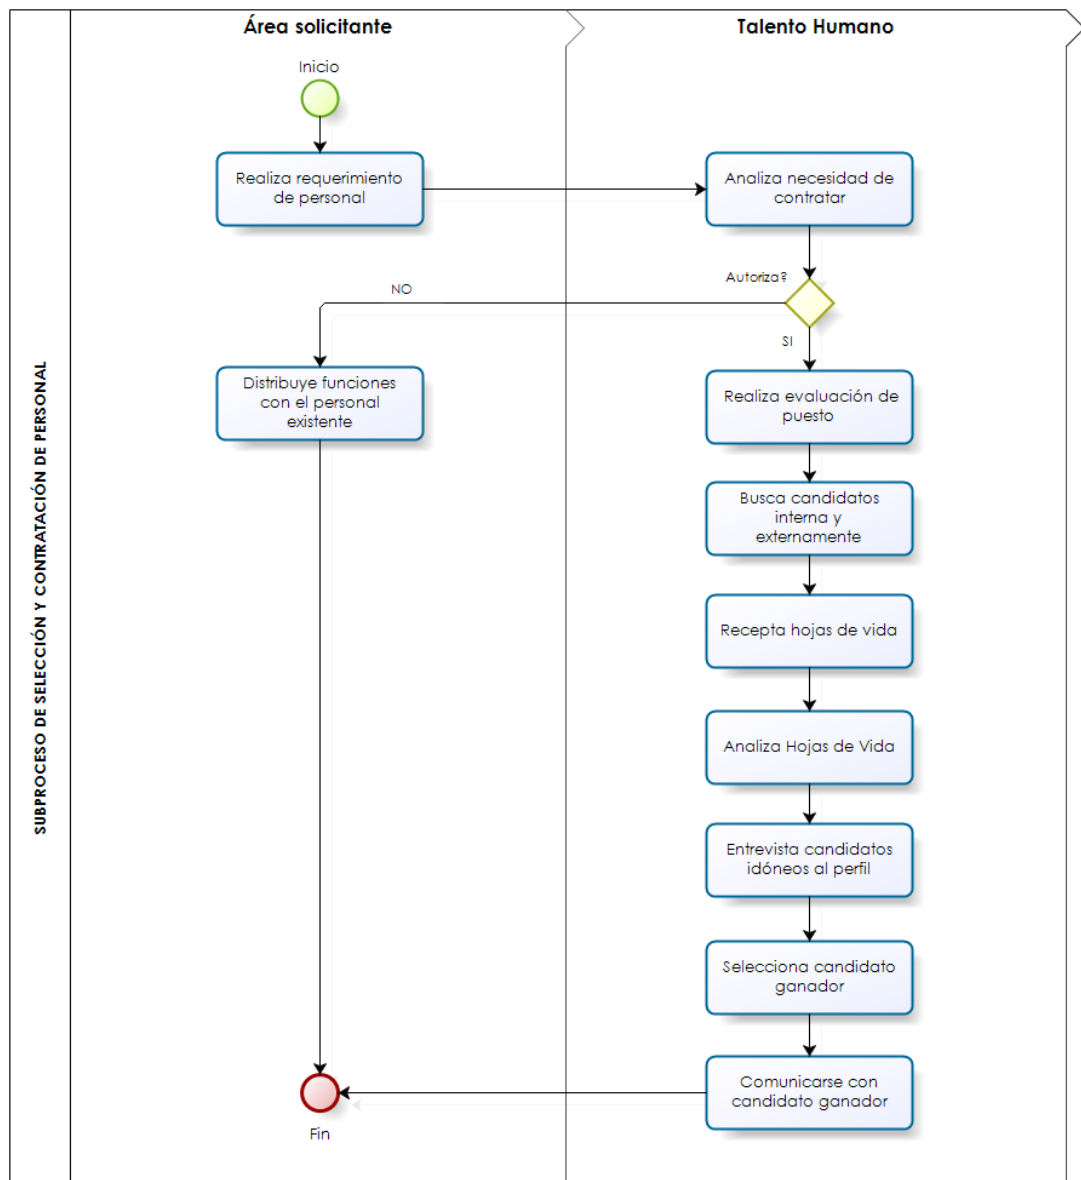 Área solicitante
Talento Humano
SUBPROCESO DE SELECCIÓN Y CONTRATACIÓN DE PERSONAL
Inicio
Realiza requerimiento
de personal
Analiza necesidad de
contratar
Autoriza?
NO
SI
Distribuye funciones
con el personal
existente
Realiza evaluación de
puesto
Busca candidatos
interna y
externamente
Recepta hojas de vida
Analiza Hojas de Vida
Entrevista candidatos
idóneos al perfil
Selecciona candidato
ganador
Comunicarse con
candidato ganador
Fin